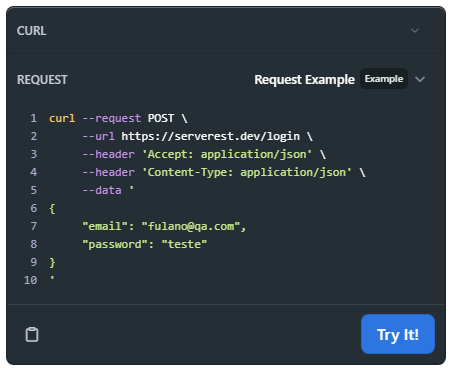 CURL
REQUEST Request Example Example
1 curl --request POST \
2 --url https://serverest.dev/login \
3 --header 'Accept: application/json' \
4 --header 'Content-Type: application/json' \
5 --data '
6 {
7 "email": "fulano@qa.com",
8 "password": "teste"
9 }
10 '
Try It!